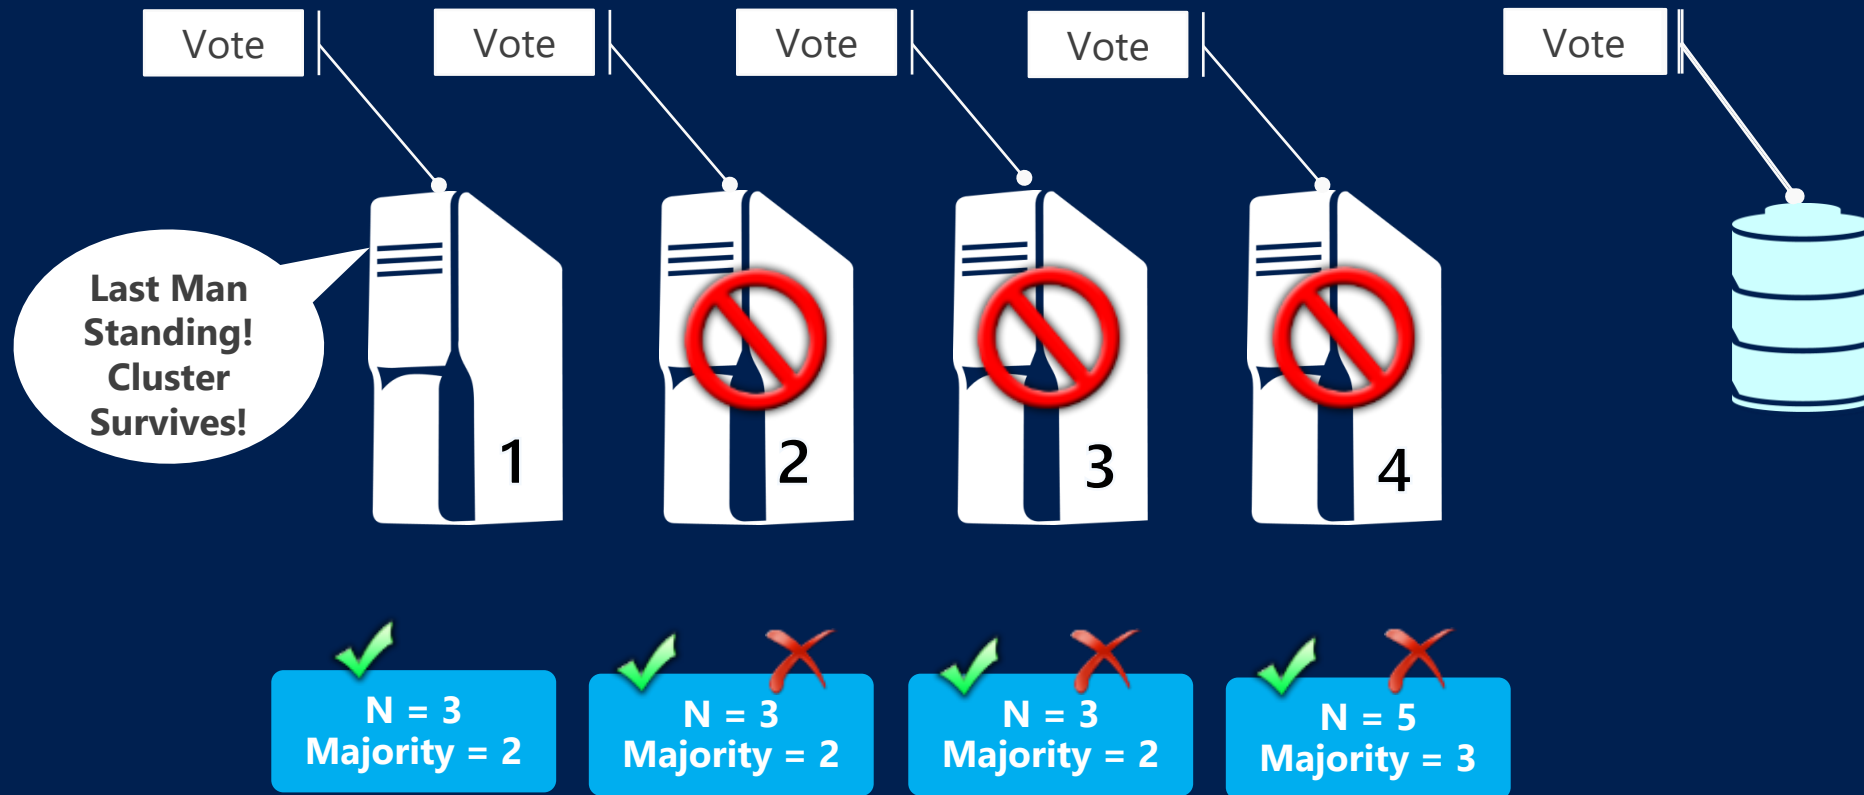 Vote
Vote
Vote
Vote
Vote
Last Man
Standing!
Cluster
Survives!
1
2
3
4
N = 3
Majority = 2
N = 3
Majority = 2
N = 3
Majority = 2
N = 5
Majority = 3